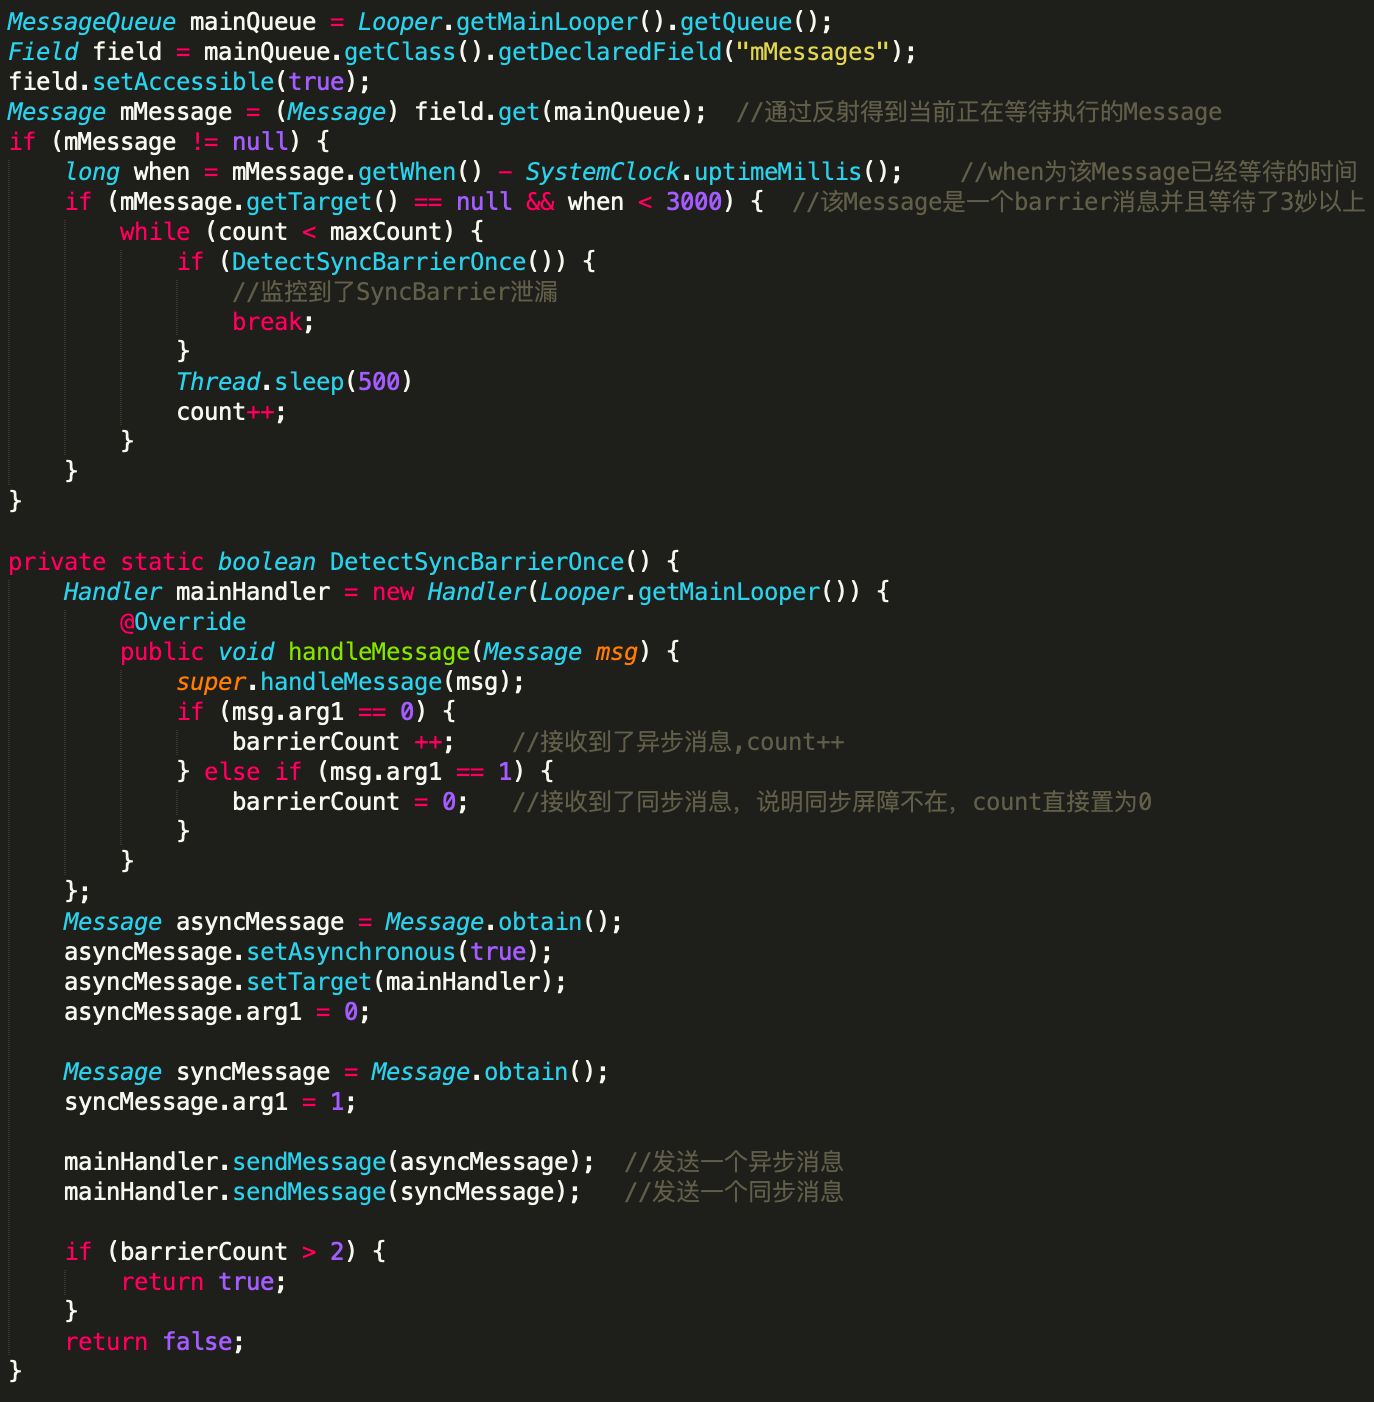 MessageQueue mainQueue = Looper.getMainLooper().getQueue();
Field field = mainQueue.getClass().getDeclaredField("mMessages");
field.setAccessible(true);
Message mMessage = (Message) field.get(mainQueue);  //通过反射得到当前正在等待执行的Message
if (mMessage != null) {
    long when = mMessage.getWhen() - SystemClock.uptimeMillis();    //when为该Message已经等待的时间
    if (mMessage.getTarget() == null && when < 3000) {  //该Message是一个barrier消息并且等待了3妙以上
        while (count < maxCount) {
            if (DetectSyncBarrierOnce()) {
                //监控到了SyncBarrier泄漏
                break;
            }
            Thread.sleep(500)
            count++;
        }
    }
}

private static boolean DetectSyncBarrierOnce() {
    Handler mainHandler = new Handler(Looper.getMainLooper()) {
        @Override
        public void handleMessage(Message msg) {
            super.handleMessage(msg);
            if (msg.arg1 == 0) {
                barrierCount ++;    //接收到了异步消息,count++
            } else if (msg.arg1 == 1) {
                barrierCount = 0;   //接收到了同步消息，说明同步屏障不在，count直接置为0
            }
        }
    };
    Message asyncMessage = Message.obtain();
    asyncMessage.setAsynchronous(true);
    asyncMessage.setTarget(mainHandler);
    asyncMessage.arg1 = 0;

    Message syncMessage = Message.obtain();
    syncMessage.arg1 = 1;

    mainHandler.sendMessage(asyncMessage);  //发送一个异步消息
    mainHandler.sendMessage(syncMessage);   //发送一个同步消息

    if (barrierCount > 2) {
        return true;
    }
    return false;
}